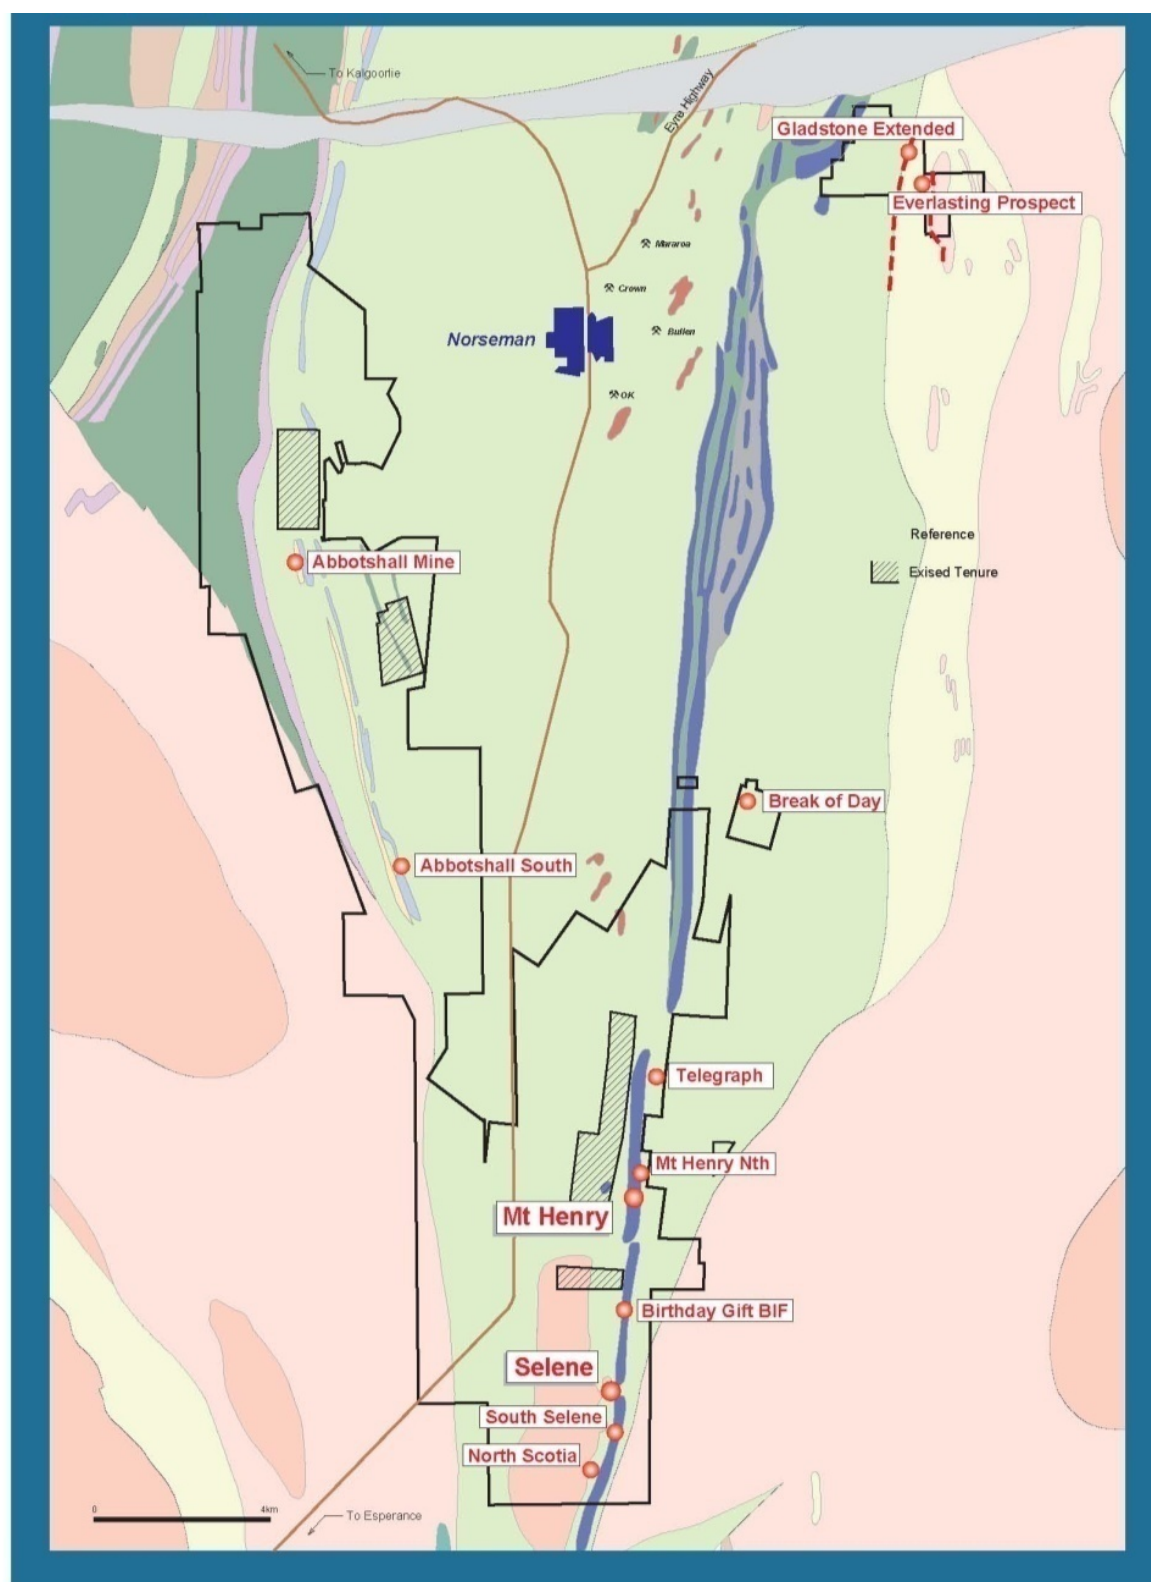 To Kalgoorlie
Eyre Highway
Gladstone Extended
Everlasting Prospect
Mararoa
Crown
Norseman
Bullen
OK
Reference
Exised Tenure
Abbotshall Mine
Break of Day
Abbotshall South
Telegraph
Mt Henry Nth
Mt Henry
Birthday Gift BIF
Selene
South Selene
North Scotia
0 4km
To Esperance